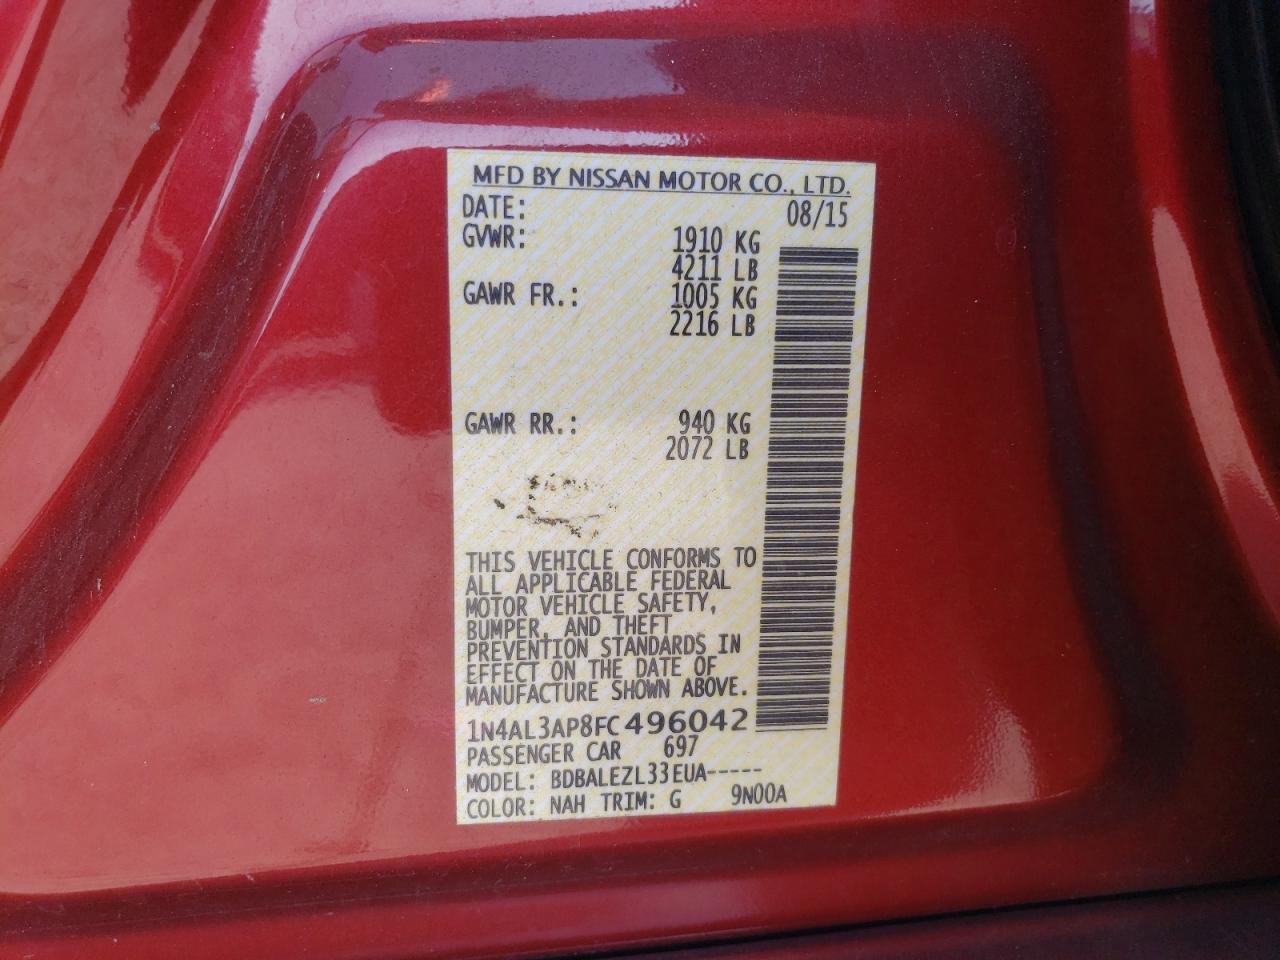 MFD BY NISSAN MOTOR CO., LTD.
DATE: 08/15
GVWR: 1910 KG
4211 LB
GAWR FR.: 1005 KG
2216 LB
GAWR RR.: 940 KG
2072 LB
THIS VEHICLE CONFORMS TO
ALL APPLICABLE FEDERAL
MOTOR VEHICLE SAFETY,
BUMPER, AND THEFT
PREVENTION STANDARDS IN
EFFECT ON THE DATE OF
MANUFACTURE SHOWN ABOVE.
1N4AL3AP8FC496042
PASSENGER CAR 697
MODEL: BDBALEZL33EUA-----
COLOR: NAH TRIM: G 9N00A